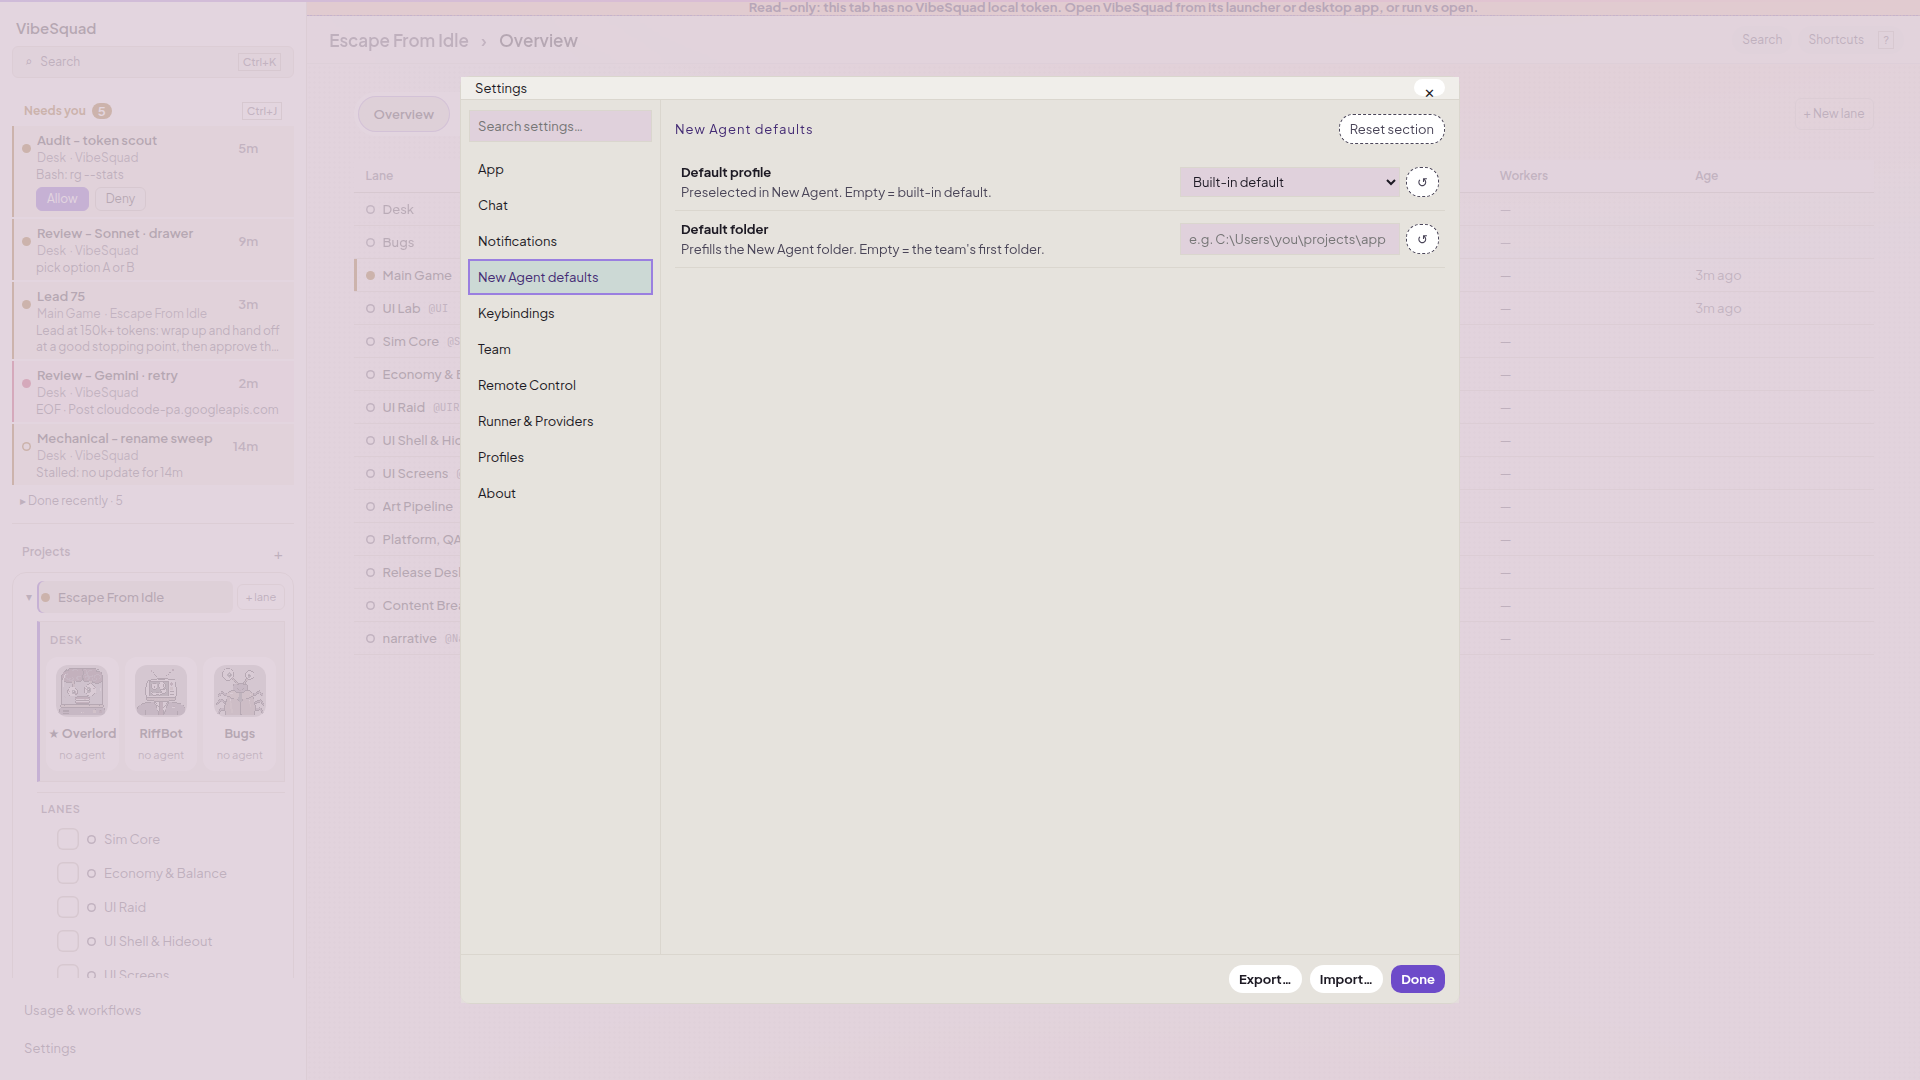 Read-only: this tab has no VibeSquad local token. Open VibeSquad from its launcher or desktop app, or run vs open.
VibeSquad
Search
Ctrl+K
Needs you 5
Ctrl+J
Audit - token scout
5m
Desk · VibeSquad
Bash: rg --stats
Allow
Deny
Review - Sonnet · drawer
9m
Desk · VibeSquad
pick option A or B
Lead 75
3m
Main Game · Escape From Idle
Lead at 150k+ tokens: wrap up and hand off
at a good stopping point, then approve th…
Review - Gemini · retry
2m
Desk · VibeSquad
EOF · Post cloudcode-pa.googleapis.com
Mechanical - rename sweep
14m
Desk · VibeSquad
Stalled: no update for 14m
▸ Done recently · 5
Projects
+
▾
Escape From Idle
+ lane
DESK
★ Overlord
no agent
RiffBot
no agent
Bugs
no agent
LANES
Sim Core
Economy & Balance
UI Raid
UI Shell & Hideout
UI Screens
Usage & workflows
Settings
Escape From Idle › Overview
Search
Shortcuts ?
Overview
+ New lane
Lane
Workers
Age
Desk
—
Bugs
—
Main Game
—
3m ago
UI Lab @UI
—
3m ago
Sim Core
—
Economy &
—
UI Raid @UIR
—
UI Shell &
—
UI Screens
—
Art Pipeline
—
Platform, QA
—
Release
—
Content
—
narrative
—
Settings
×
Search settings…
App
Chat
Notifications
New Agent defaults
Keybindings
Team
Remote Control
Runner & Providers
Profiles
About
New Agent defaults
Reset section
Default profile
Preselected in New Agent. Empty = built-in default.
Built-in default
↺
Default folder
Prefills the New Agent folder. Empty = the team's first folder.
e.g. C:\Users\you\projects\app
↺
Export…
Import…
Done